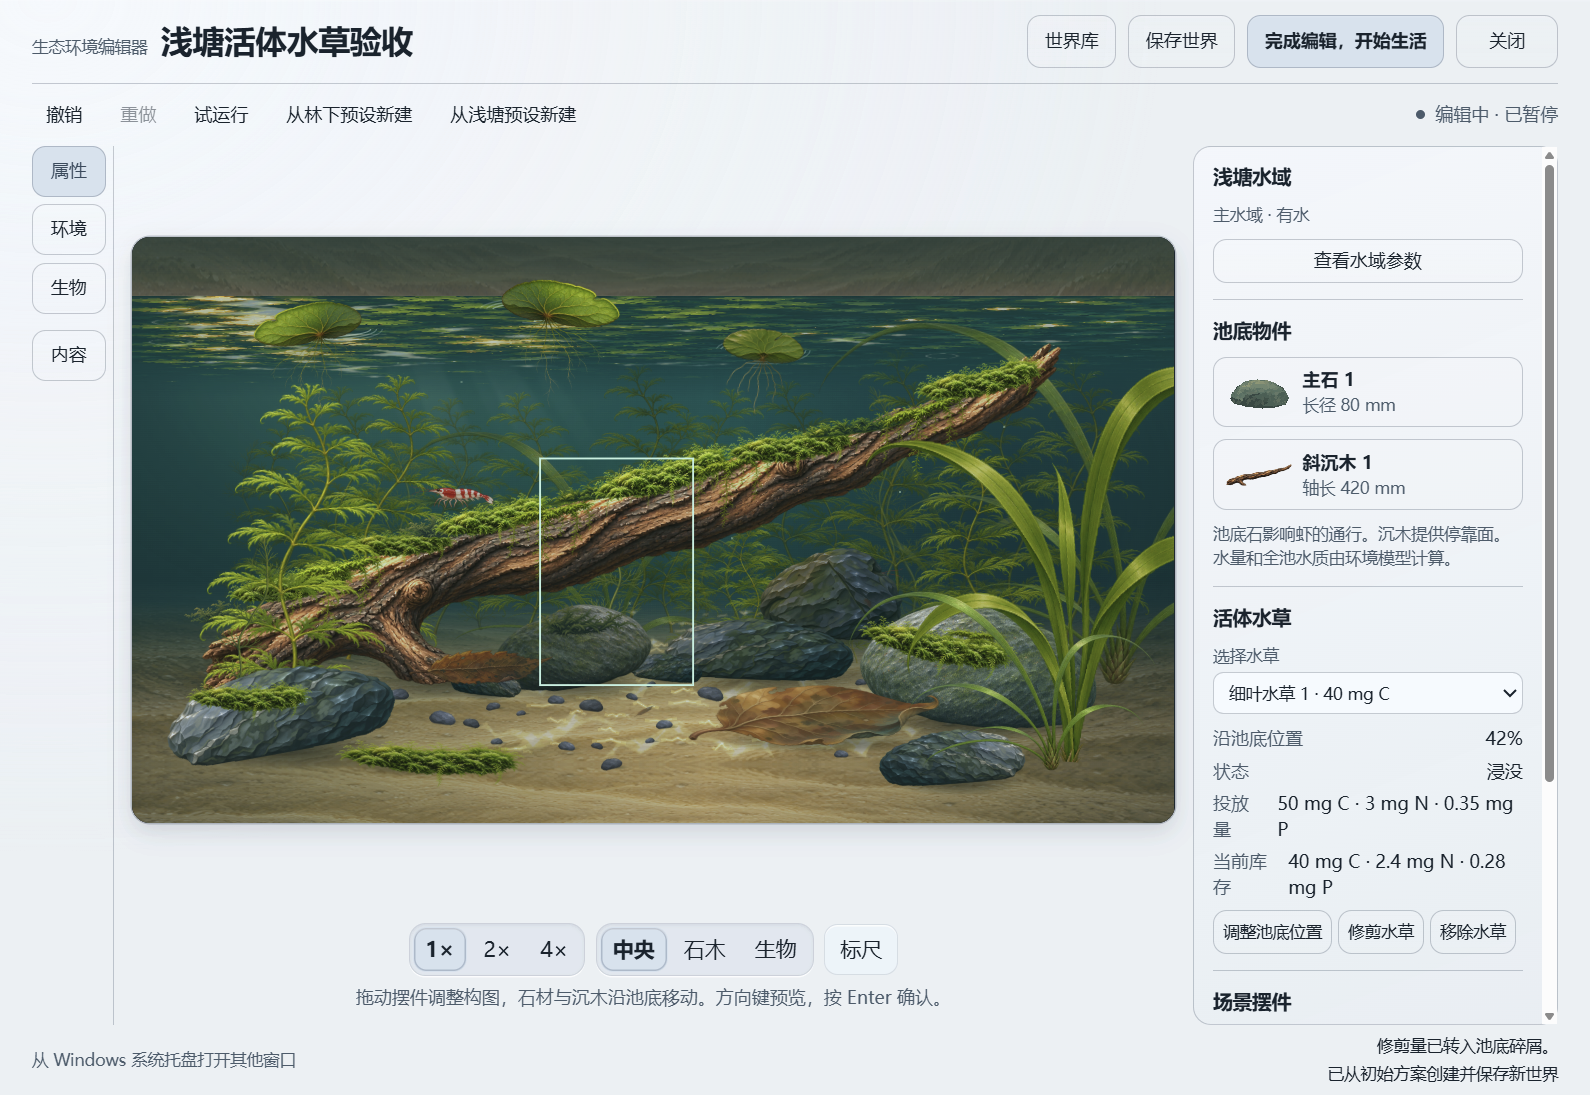 生态环境编辑器 浅塘活体水草验收
世界库 保存世界 完成编辑，开始生活 关闭
撤销 重做 试运行 从林下预设新建 从浅塘预设新建
编辑中 · 已暂停
属性
环境
生物
内容
浅塘水域
主水域 · 有水
查看水域参数
池底物件
主石 1
长径 80 mm
斜沉木 1
轴长 420 mm
池底石影响虾的通行。沉木提供停靠面。
水量和全池水质由环境模型计算。
活体水草
选择水草
细叶水草 1 · 40 mg C
沿池底位置 42%
状态 浸没
投放量 50 mg C · 3 mg N · 0.35 mg P
当前库存 40 mg C · 2.4 mg N · 0.28 mg P
调整池底位置 修剪水草 移除水草
场景摆件
1× 2× 4× 中央 石木 生物 标尺
拖动摆件调整构图，石材与沉木沿池底移动。方向键预览，按 Enter 确认。
从 Windows 系统托盘打开其他窗口
修剪量已转入池底碎屑。
已从初始方案创建并保存新世界